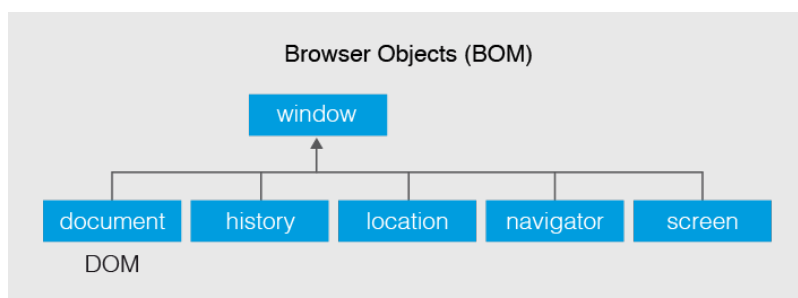 Browser Objects (BOM)
window
document history location navigator screen
DOM